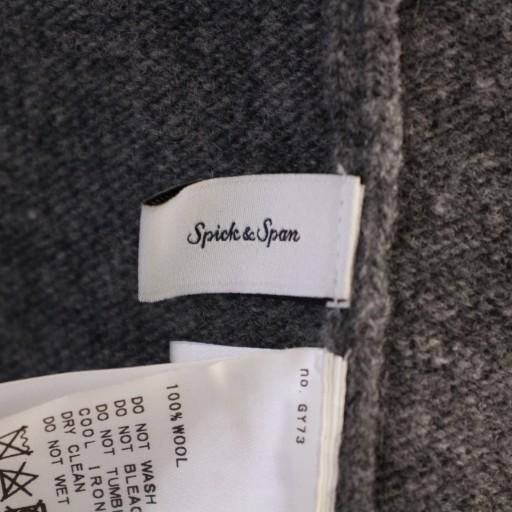 Spick & Span
no. GY73
100% WOOL
DO NOT WASH
DO NOT BLEAC
DO NOT TUMBL
COOL IRON
DRY CLEAN
DO NOT WET